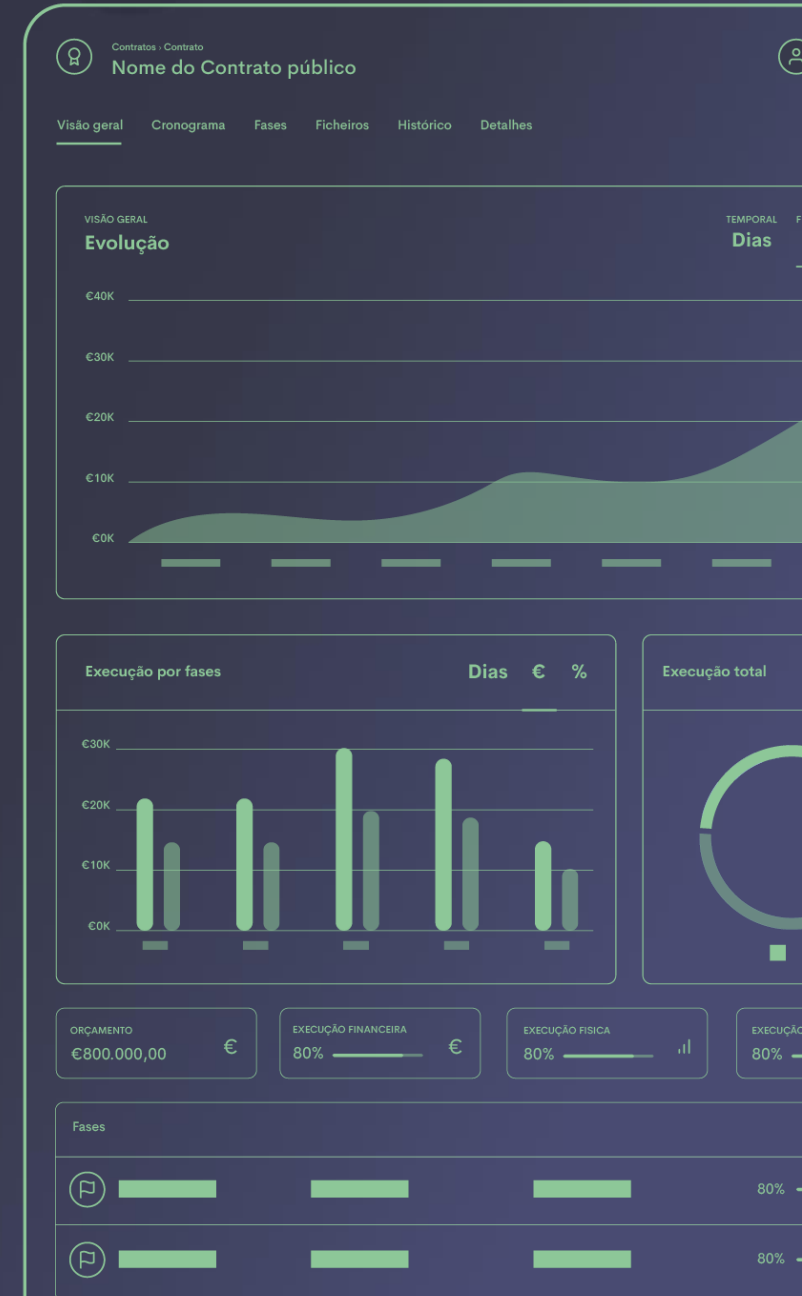 Contratos › Contrato
Nome do Contrato público
Visão geral Cronograma Fases Ficheiros Histórico Detalhes
VISÃO GERAL
Evolução
TEMPORAL F
Dias
€40K
€30K
€20K
€10K
€0K
Execução por fases
Dias € %
€30K
€20K
€10K
€0K
Execução total
ORÇAMENTO
€800.000,00
€
EXECUÇÃO FINANCEIRA
80%
€
EXECUÇÃO FISICA
80%
EXECUÇÃO
80%
Fases
80%
80%